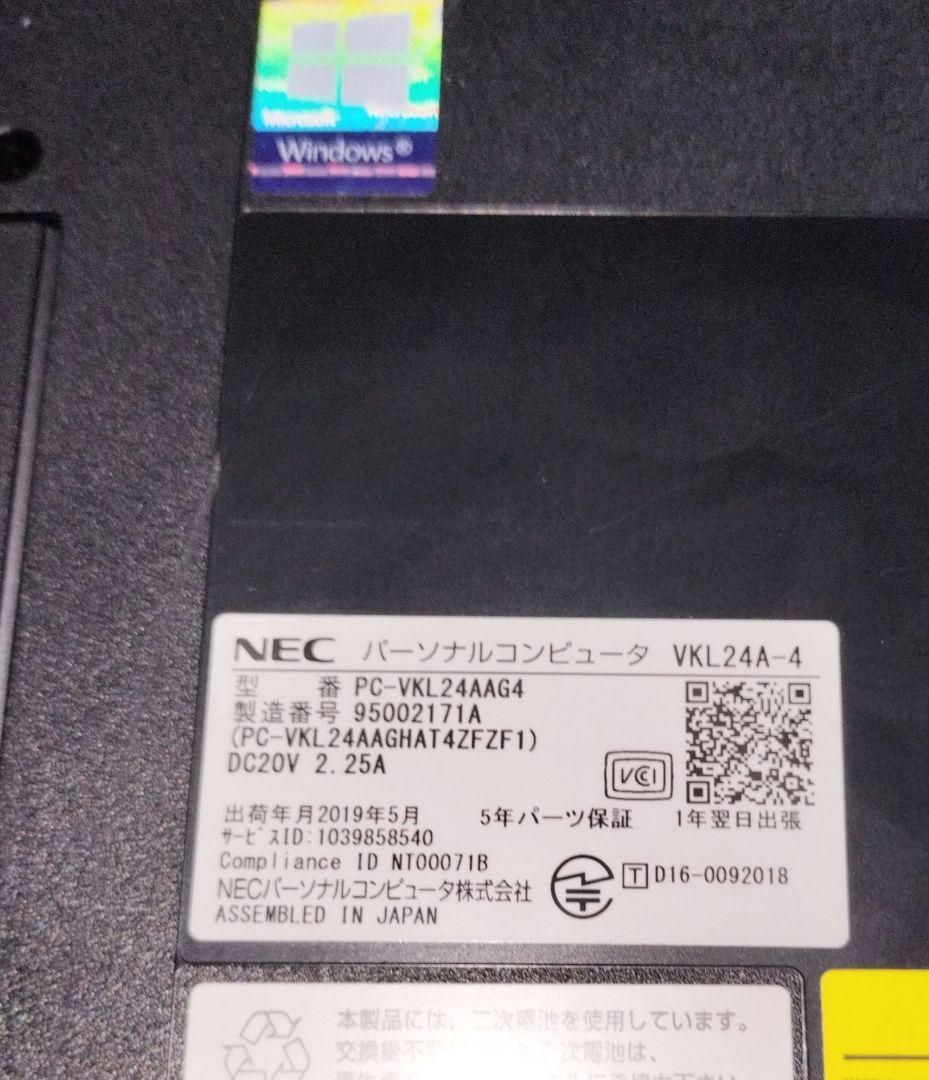 Microsoft
Windows®
NEC パーソナルコンピュータ VKL24A-4
型 番 PC-VKL24AAG4
製造番号 95002171A
(PC-VKL24AAGHAT4ZFZF1)
DC20V 2.25A
VCI
出荷年月2019年5月 5年パーツ保証 1年翌日出張
サービスID:1039858540
Compliance ID NT00071B
NECパーソナルコンピュータ株式会社
T D16-0092018
ASSEMBLED IN JAPAN
本製品には、二次電池を使用しています。
交換後不 二次電池は、